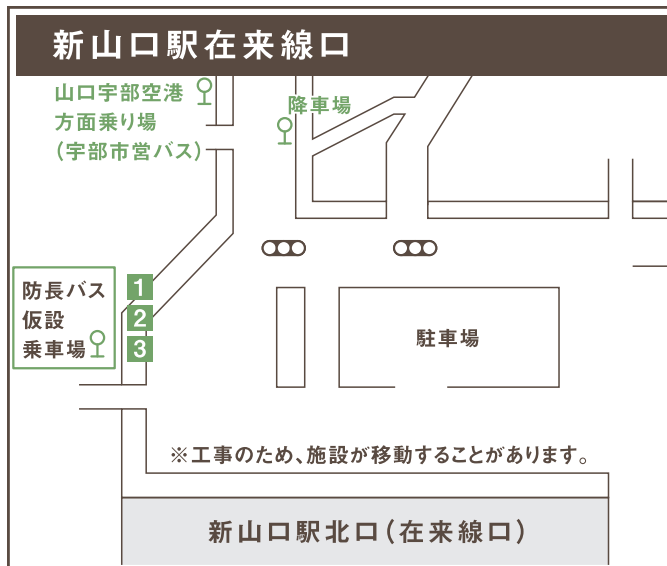 新山口駅在来線口
山口宇部空港
方面乗り場
(宇部市営バス)
降車場
防長バス
仮設
乗車場
1
2
3
駐車場
※工事のため、施設が移動することがあります。
新山口駅北口(在来線口)